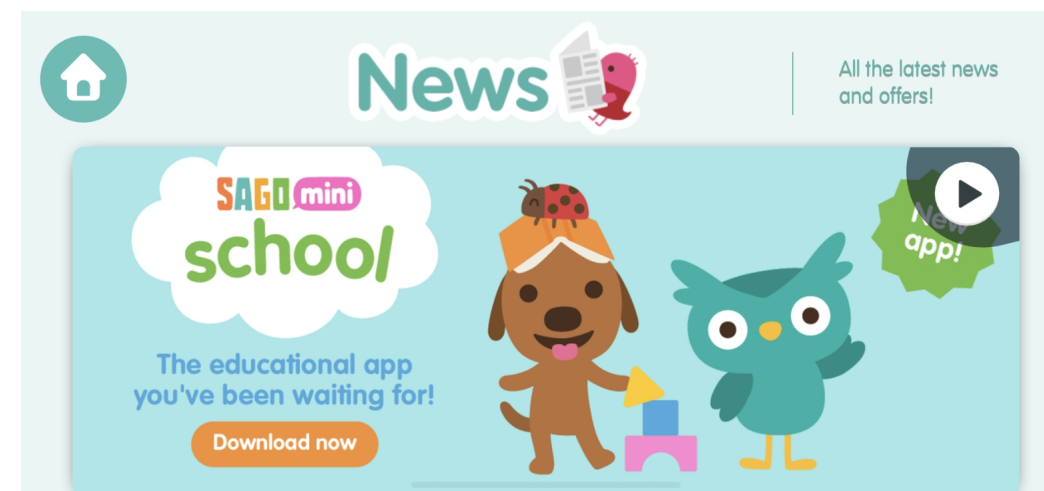 News
All the latest news
and offers!
SAGO mini
school
New
app!
The educational app
you've been waiting for!
Download now